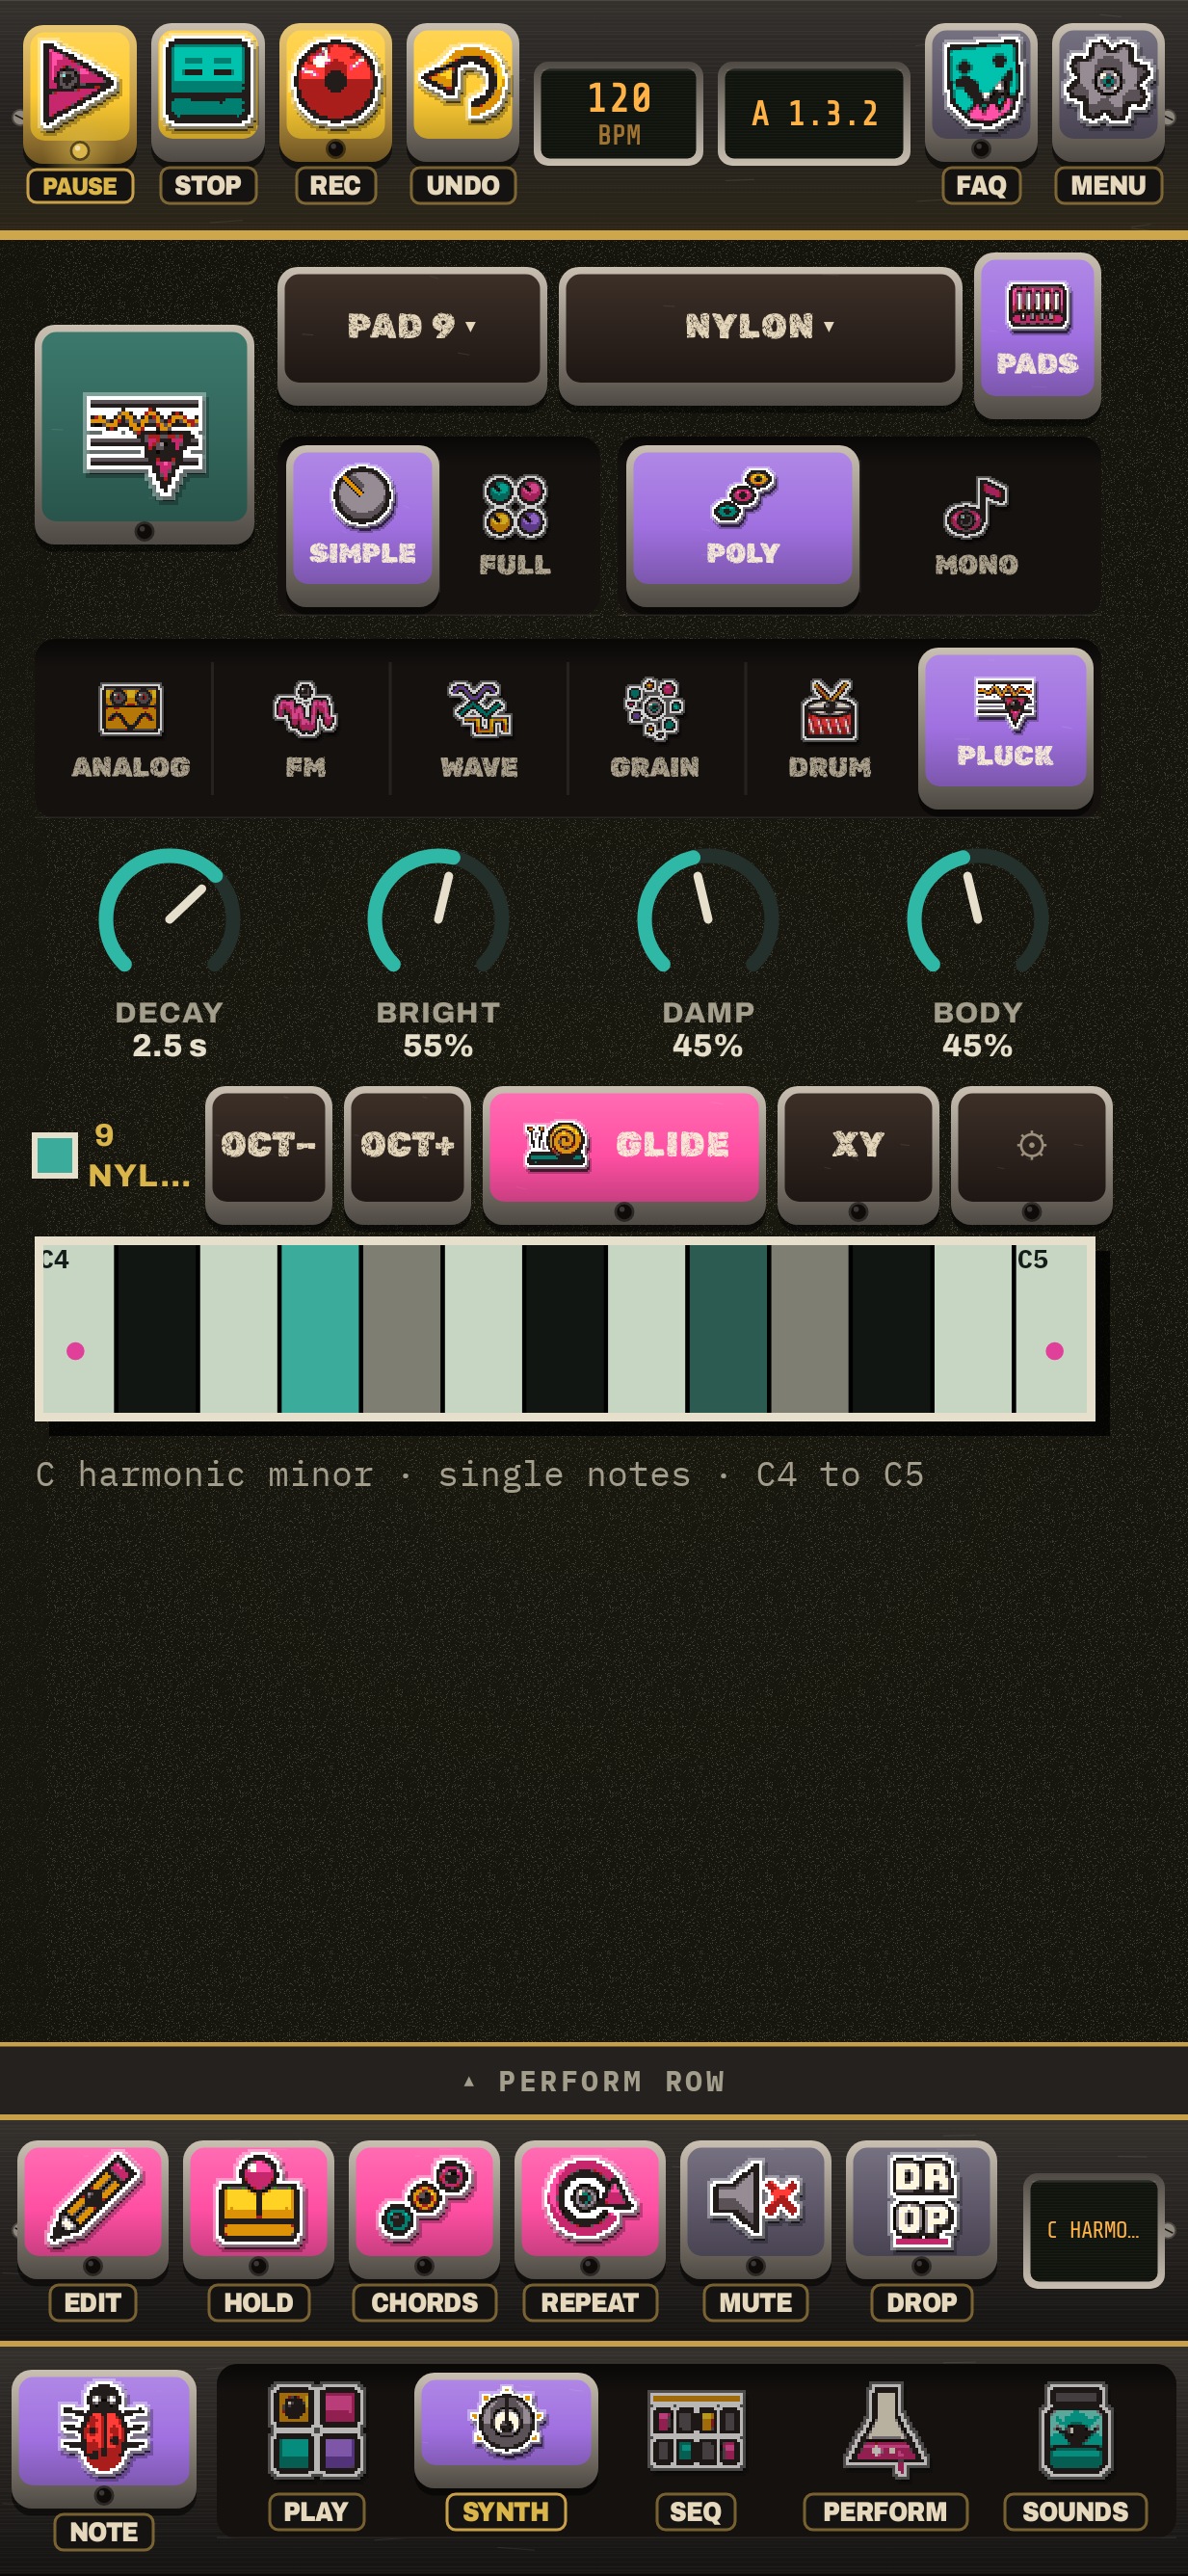 120
BPM
A 1.3.2
PAUSE
STOP
REC
UNDO
FAQ
MENU
PAD 9 ▾
NYLON ▾
PADS
SIMPLE
FULL
POLY
MONO
ANALOG
FM
WAVE
GRAIN
DRUM
PLUCK
DECAY
2.5 s
BRIGHT
55%
DAMP
45%
BODY
45%
9
NYL...
OCT-
OCT+
GLIDE
XY
C4
C5
C harmonic minor · single notes · C4 to C5
▴ PERFORM ROW
DROP
C HARMO…
EDIT
HOLD
CHORDS
REPEAT
MUTE
DROP
NOTE
PLAY
SYNTH
SEQ
PERFORM
SOUNDS